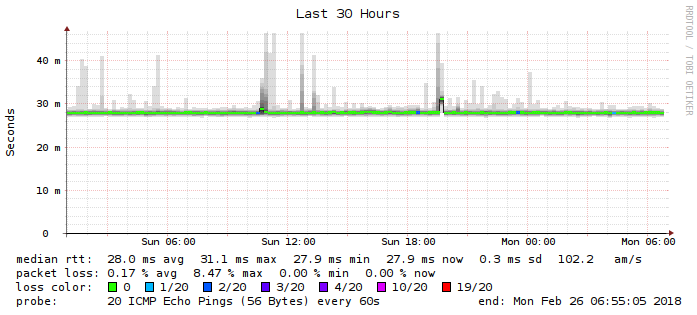 Last 30 Hours
RRDTOOL / TOBI OETIKER
Seconds
40 m
30 m
20 m
10 m
0
Sun 06:00 Sun 12:00 Sun 18:00 Mon 00:00 Mon 06:00
median rtt: 28.0 ms avg 31.1 ms max 27.9 ms min 27.9 ms now 0.3 ms sd 102.2 am/s
packet loss: 0.17 % avg 8.47 % max 0.00 % min 0.00 % now
loss color: 0 1/20 2/20 3/20 4/20 10/20 19/20
probe: 20 ICMP Echo Pings (56 Bytes) every 60s end: Mon Feb 26 06:55:05 2018